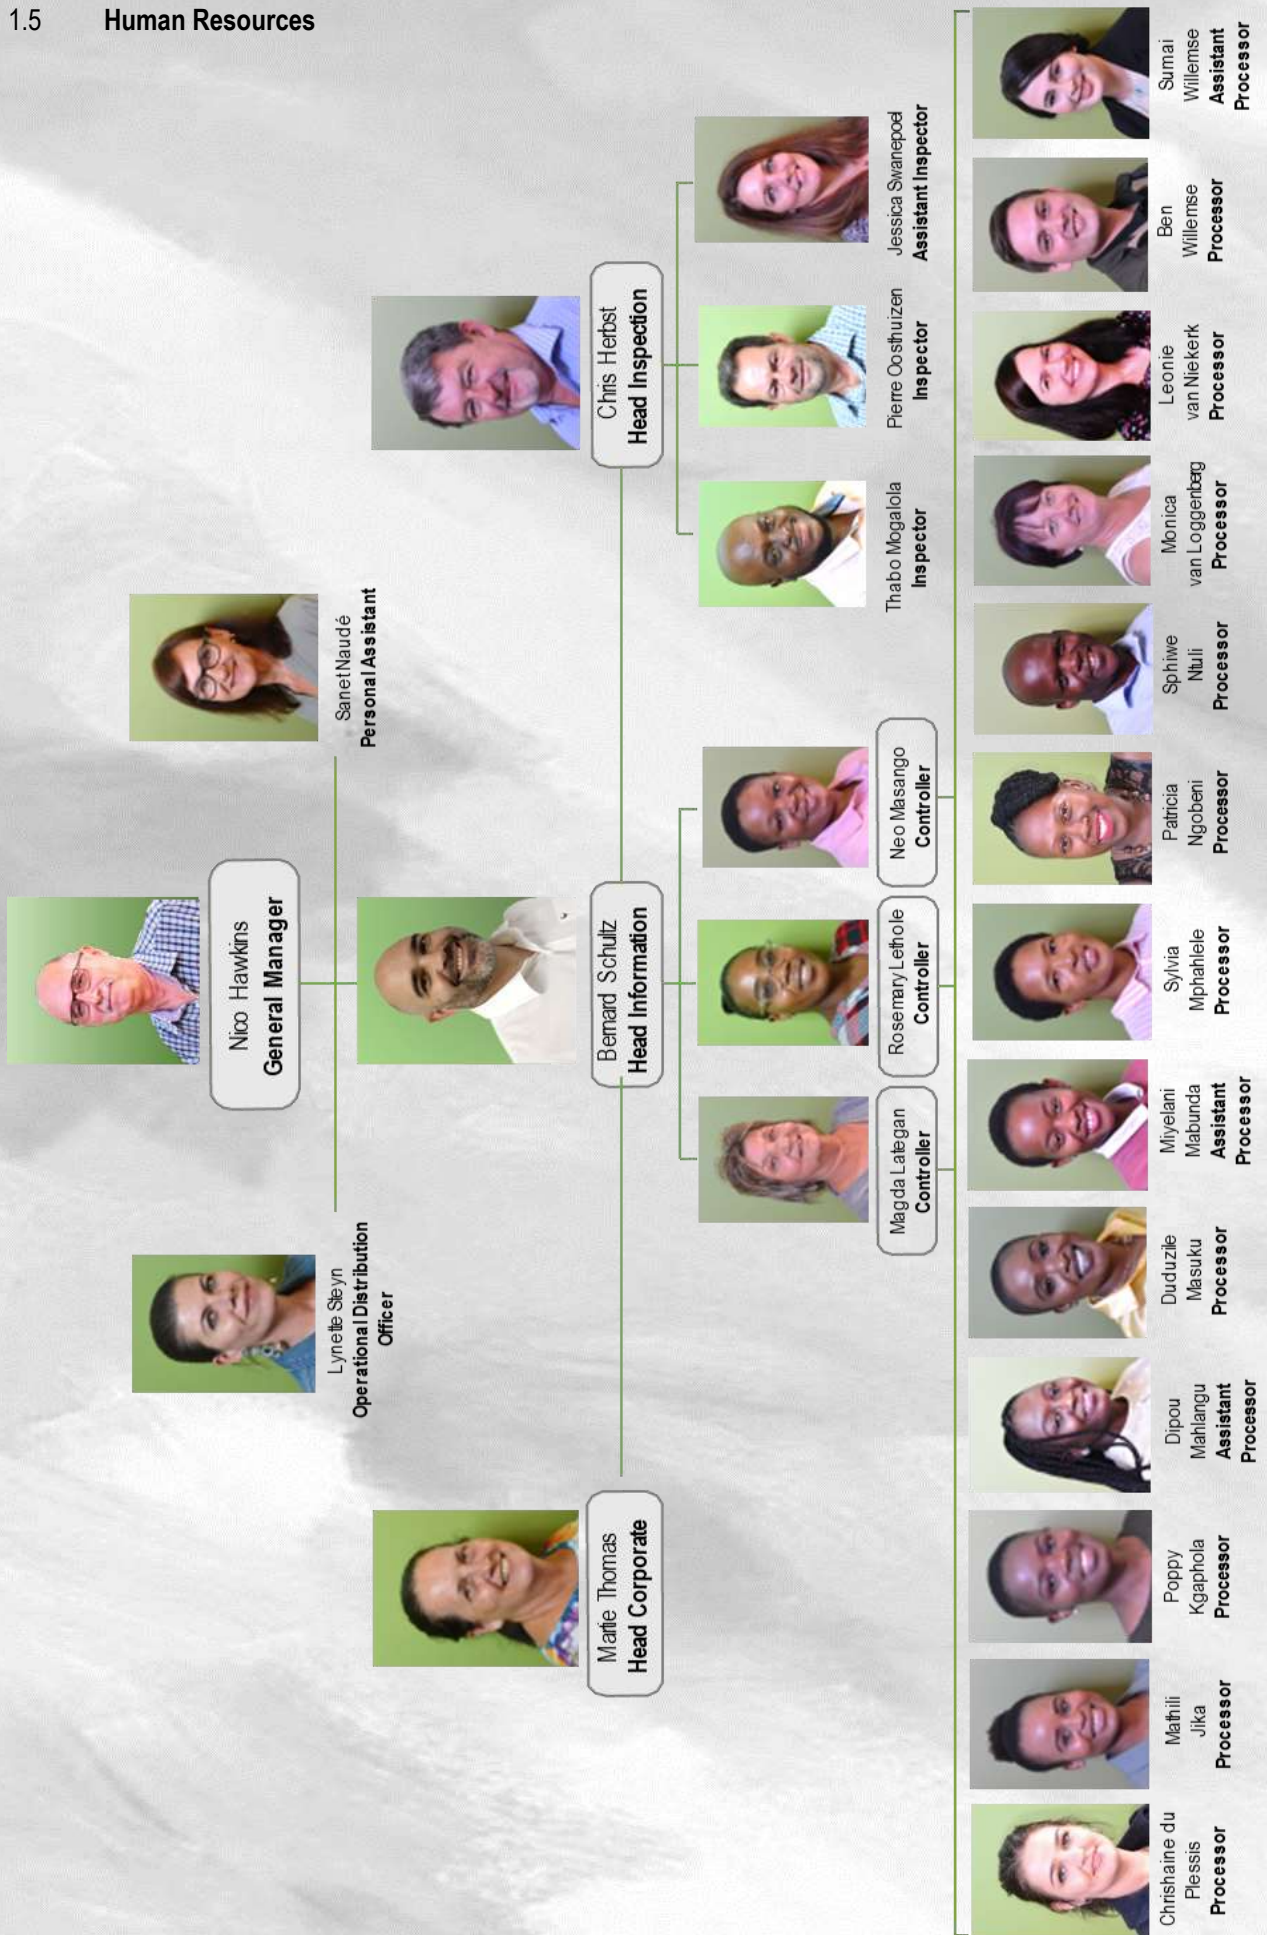 1.5 Human Resources
Nico Hawkins
General Manager
Lynette Steyn
Operational Distribution
Officer
Sanet Naudé
Personal Assistant
Martie Thomas
Head Corporate
Bernard Schultz
Head Information
Chris Herbst
Head Inspection
Magda Lategan
Controller
Rosemary Lethole
Controller
Neo Masango
Controller
Thabo Mogalola
Inspector
Pierre Oosthuizen
Inspector
Jessica Swanepoel
Assistant Inspector
Chrishaine du
Plessis
Processor
Mathili
Jika
Processor
Poppy
Kgaphola
Processor
Dipou
Mahlangu
Assistant
Processor
Duduzile
Masuku
Processor
Miyelani
Mabunda
Assistant
Processor
Sylvia
Mphahlele
Processor
Patricia
Ngobeni
Processor
Sphiwe
Ntuli
Processor
Monica
van Loggenberg
Processor
Leonie
van Niekerk
Processor
Ben
Willemse
Processor
Sumai
Willemse
Assistant
Processor